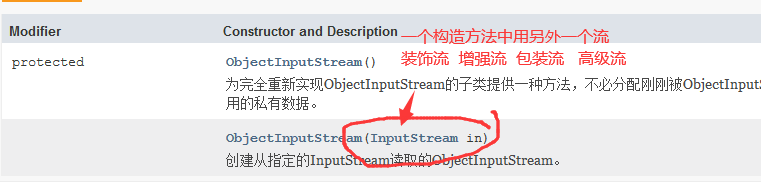 Modifier Constructor and Description
一个构造方法中用另外一个流
装饰流 增强流 包装流 高级流
protected ObjectInputStream()
为完全重新实现ObjectInputStream的子类提供一种方法，不必分配刚刚被ObjectInputS
用的私有数据。
ObjectInputStream(InputStream in)
创建从指定的InputStream读取的ObjectInputStream。